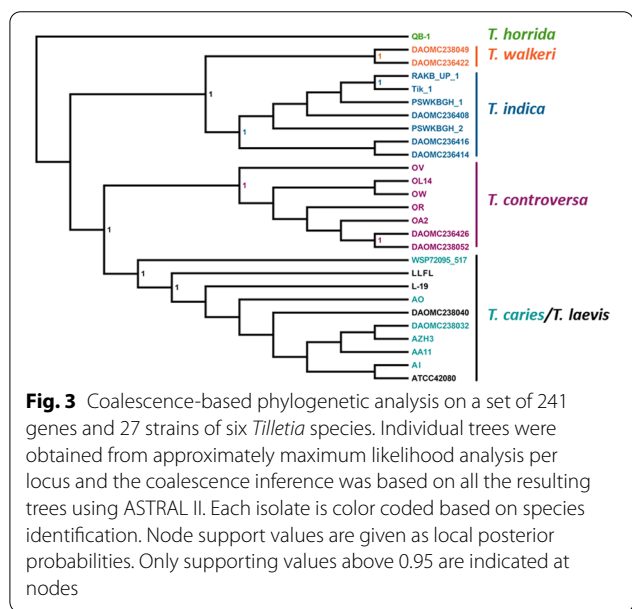 QB-1
T. horrida
DAOMC238049
DAOMC236422
1
T. walkeri
RAKB_UP_1
1
Tik_1
PSWKBGH_1
DAOMC236408
PSWKBGH_2
DAOMC236416
DAOMC236414
1
1
T. indica
OV
OL14
OW
OR
OA2
DAOMC236426
1
DAOMC238052
1
T. controversa
1
WSP72095_517
1
LLFL
1
L-19
AO
DAOMC238040
DAOMC238032
AZH3
AA11
AI
ATCC42080
T. caries/T. laevis
Fig. 3 Coalescence-based phylogenetic analysis on a set of 241
genes and 27 strains of six Tilletia species. Individual trees were
obtained from approximately maximum likelihood analysis per
locus and the coalescence inference was based on all the resulting
trees using ASTRAL II. Each isolate is color coded based on species
identification. Node support values are given as local posterior
probabilities. Only supporting values above 0.95 are indicated at
nodes